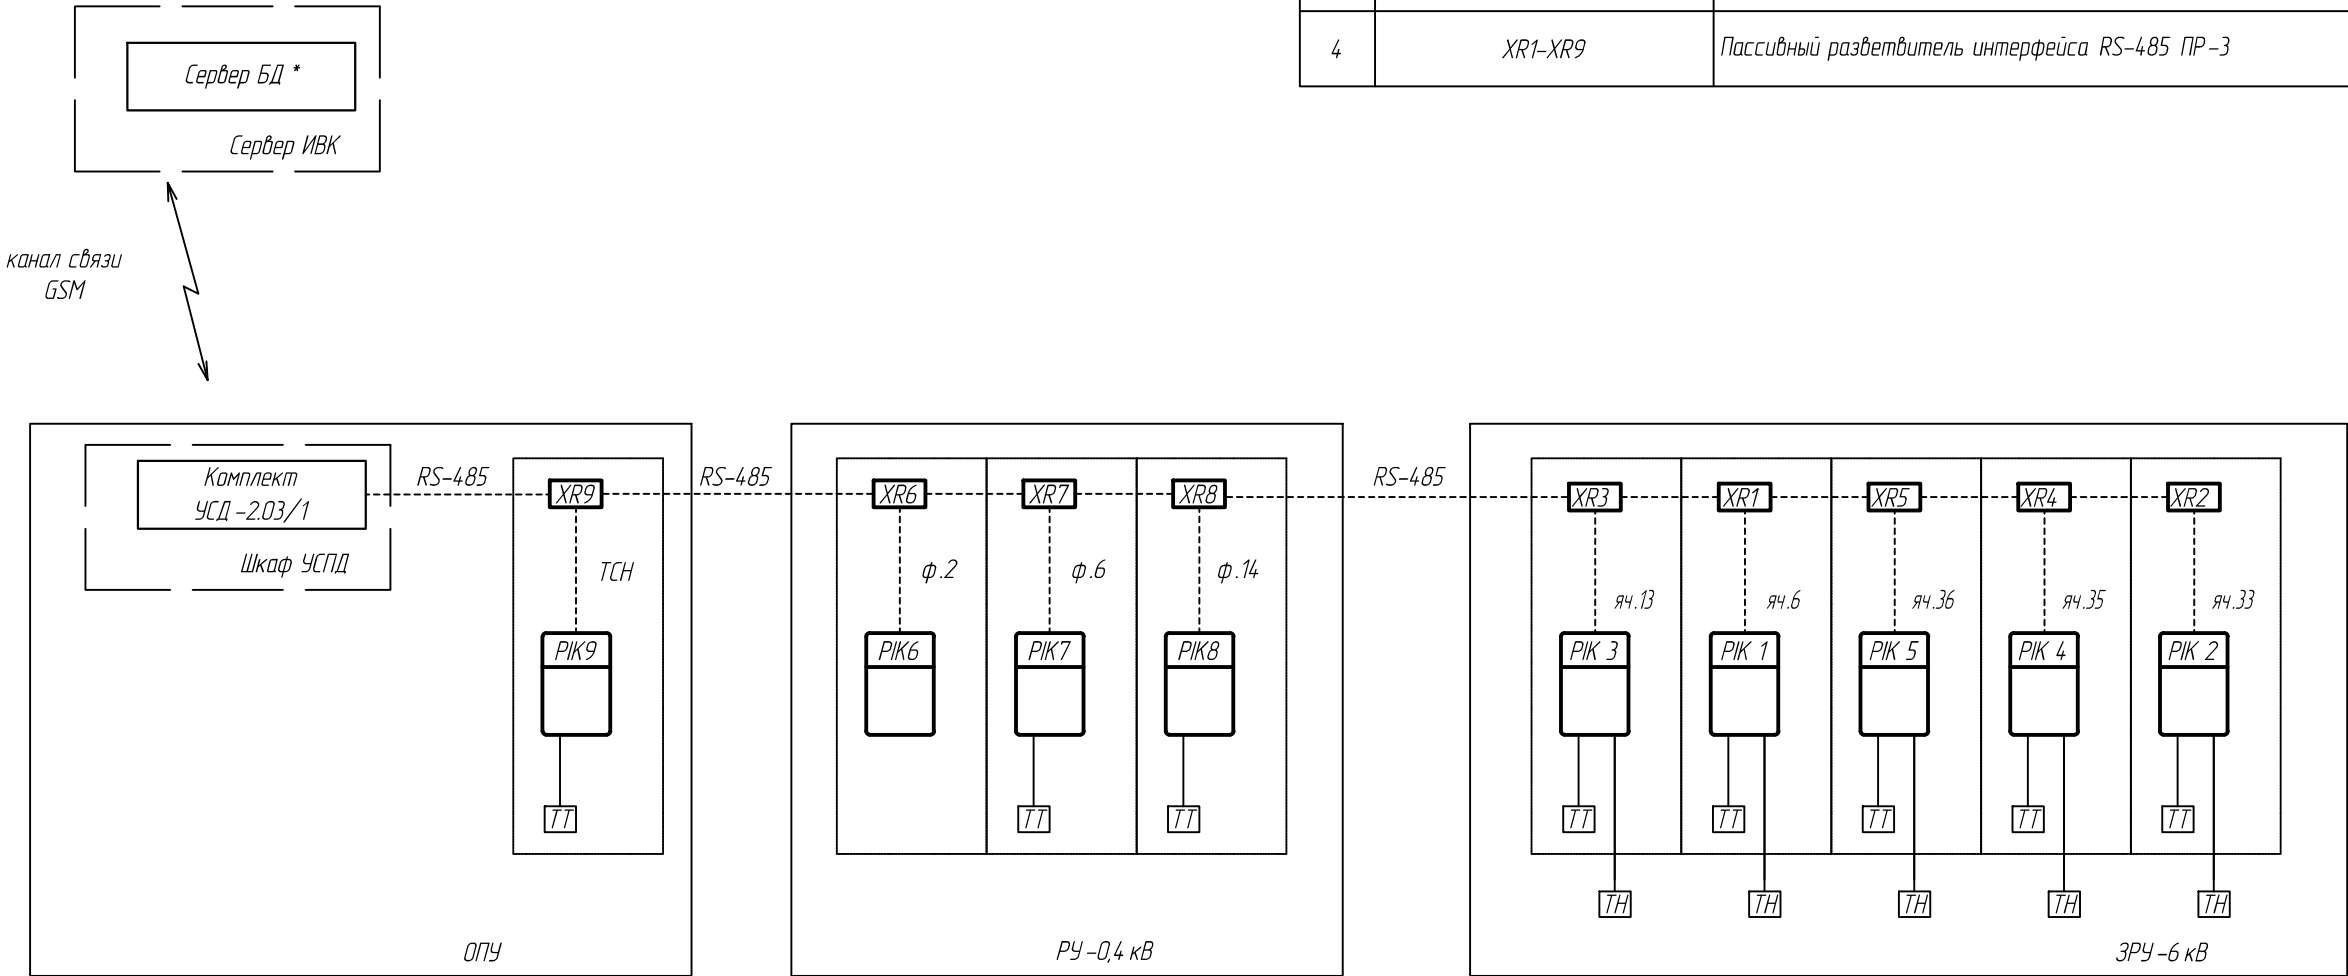 Сервер БД *
Сервер ИВК
4 XR1-XR9 Пассивный разветвитель интерфейса RS-485 ПР-3
канал связи
GSM
Комплект
УСД-2.03/1
Шкаф УСПД
RS-485
XR9
ТСН
PIK9
ТТ
ОПУ
RS-485
XR6
XR7
XR8
ф.2
ф.6
ф.14
PIK6
PIK7
PIK8
ТТ
ТТ
РУ-0,4 кВ
RS-485
XR3
XR1
XR5
XR4
XR2
яч.13
яч.6
яч.36
яч.35
яч.33
PIK 3
PIK 1
PIK 5
PIK 4
PIK 2
ТТ
ТТ
ТТ
ТТ
ТТ
ТН
ТН
ТН
ТН
ТН
ЗРУ-6 кВ